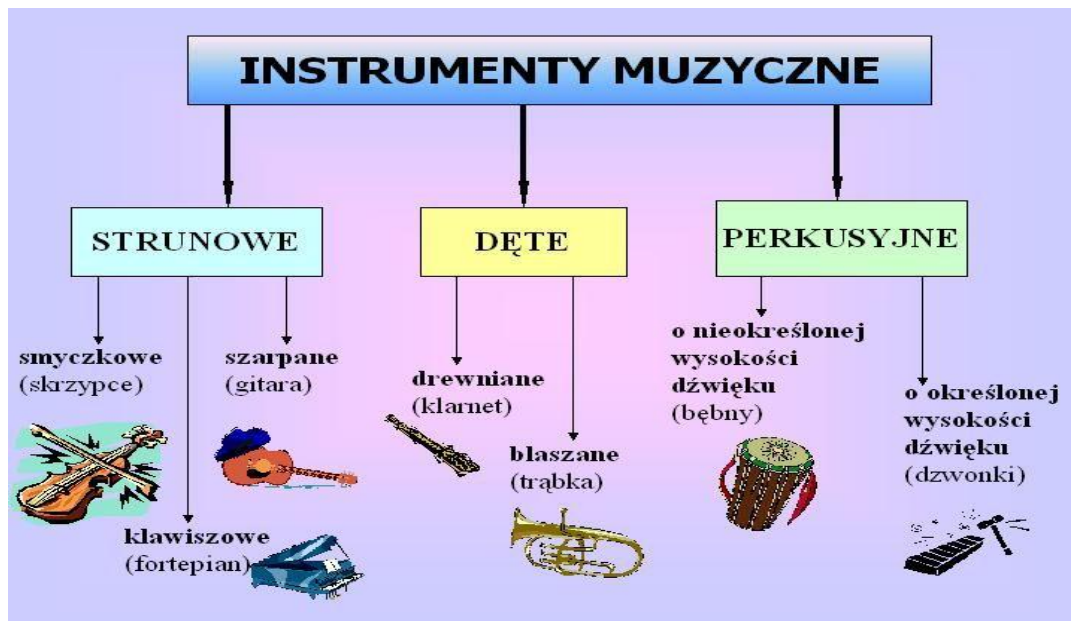 INSTRUMENTY MUZYCZNE
STRUNOWE
DĘTE
PERKUSYJNE
smyczkowe
(skrzypce)
szarpane
(gitara)
klawiszowe
(fortepian)
drewniane
(klarnet)
blaszane
(trąbka)
o nieokreślonej
wysokości
dźwięku
(bębny)
o określonej
wysokości
dźwięku
(dzwonki)